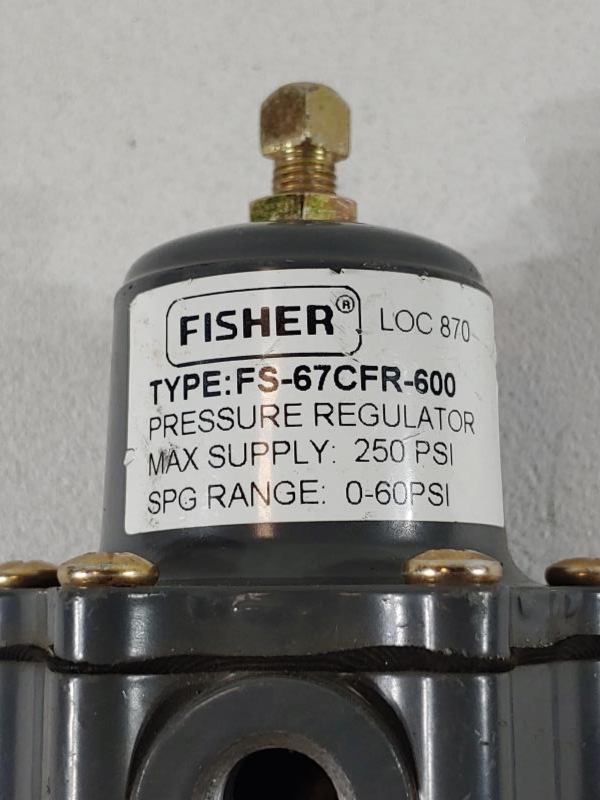 FISHER® LOC 870
TYPE:FS-67CFR-600
PRESSURE REGULATOR
MAX SUPPLY: 250 PSI
SPG RANGE: 0-60PSI